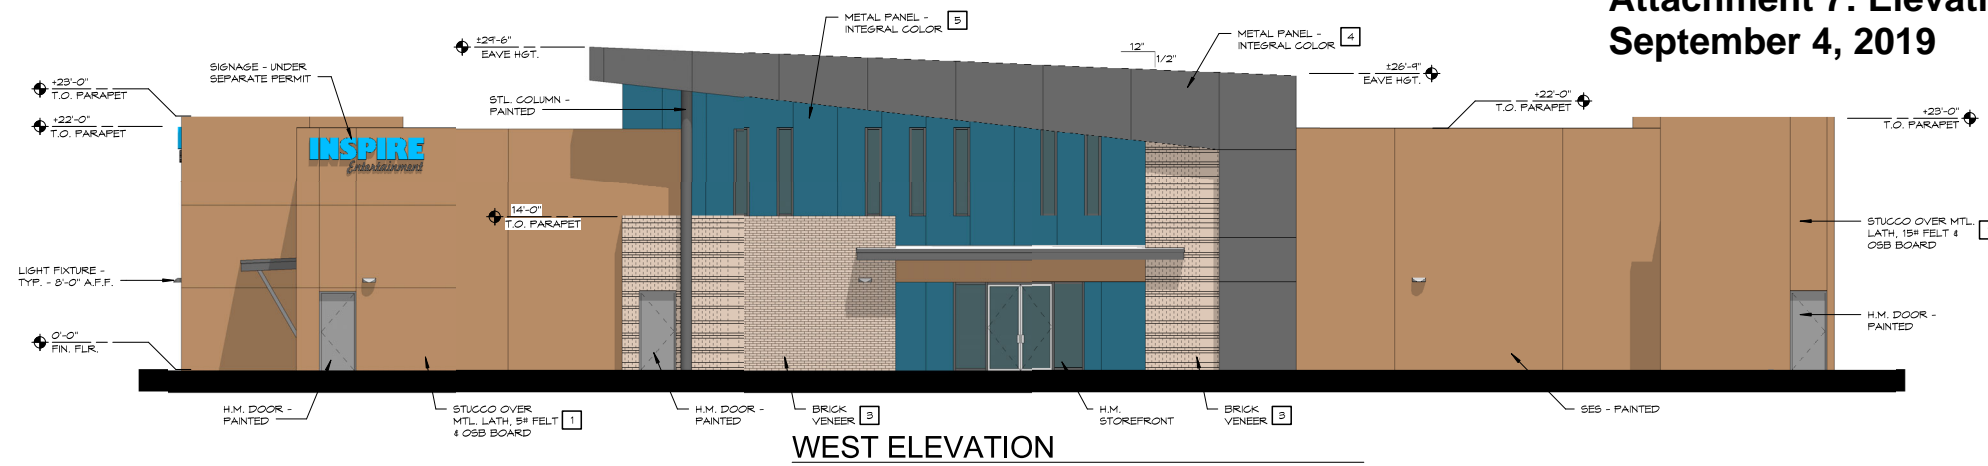 Attachment 7: Elevati
September 4, 2019
METAL PANEL -
INTEGRAL COLOR 5
±29'-6"
EAVE HGT.
12"
1/2"
METAL PANEL -
INTEGRAL COLOR 4
SIGNAGE - UNDER
SEPARATE PERMIT
+23'-0"
T.O. PARAPET
+22'-0"
T.O. PARAPET
STL. COLUMN -
PAINTED
±26'-9"
EAVE HGT.
+22'-0"
T.O. PARAPET
+23'-0"
T.O. PARAPET
INSPIRE
Entertainment
14'-0"
T.O. PARAPET
STUCCO OVER MTL.
LATH, 15# FELT &
OSB BOARD
LIGHT FIXTURE -
TYP. - 8'-0" A.F.F.
0'-0"
FIN. FLR.
H.M. DOOR -
PAINTED
H.M. DOOR -
PAINTED
STUCCO OVER
MTL. LATH, 5# FELT 1
& OSB BOARD
H.M. DOOR -
PAINTED
BRICK
VENEER 3
H.M.
STOREFRONT
BRICK
VENEER 3
SES - PAINTED
WEST ELEVATION